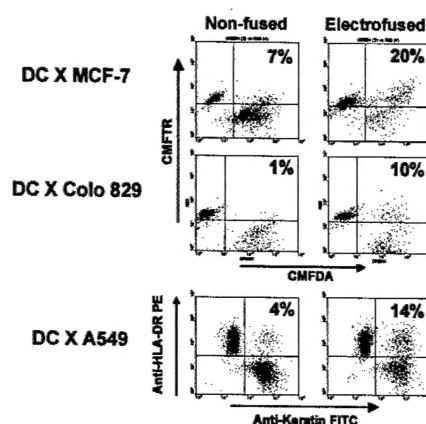 Non-fused Electrofused
DC X MCF-7
7% 20%
CMFTR
DC X Colo 829
1% 10%
CMFDA
DC X A549
4% 14%
Anti-HLA-DR PE
Anti-Keratin FITC